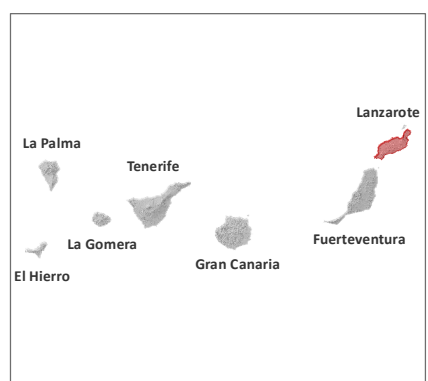 Lanzarote
La Palma
Tenerife
La Gomera
Fuerteventura
Gran Canaria
El Hierro